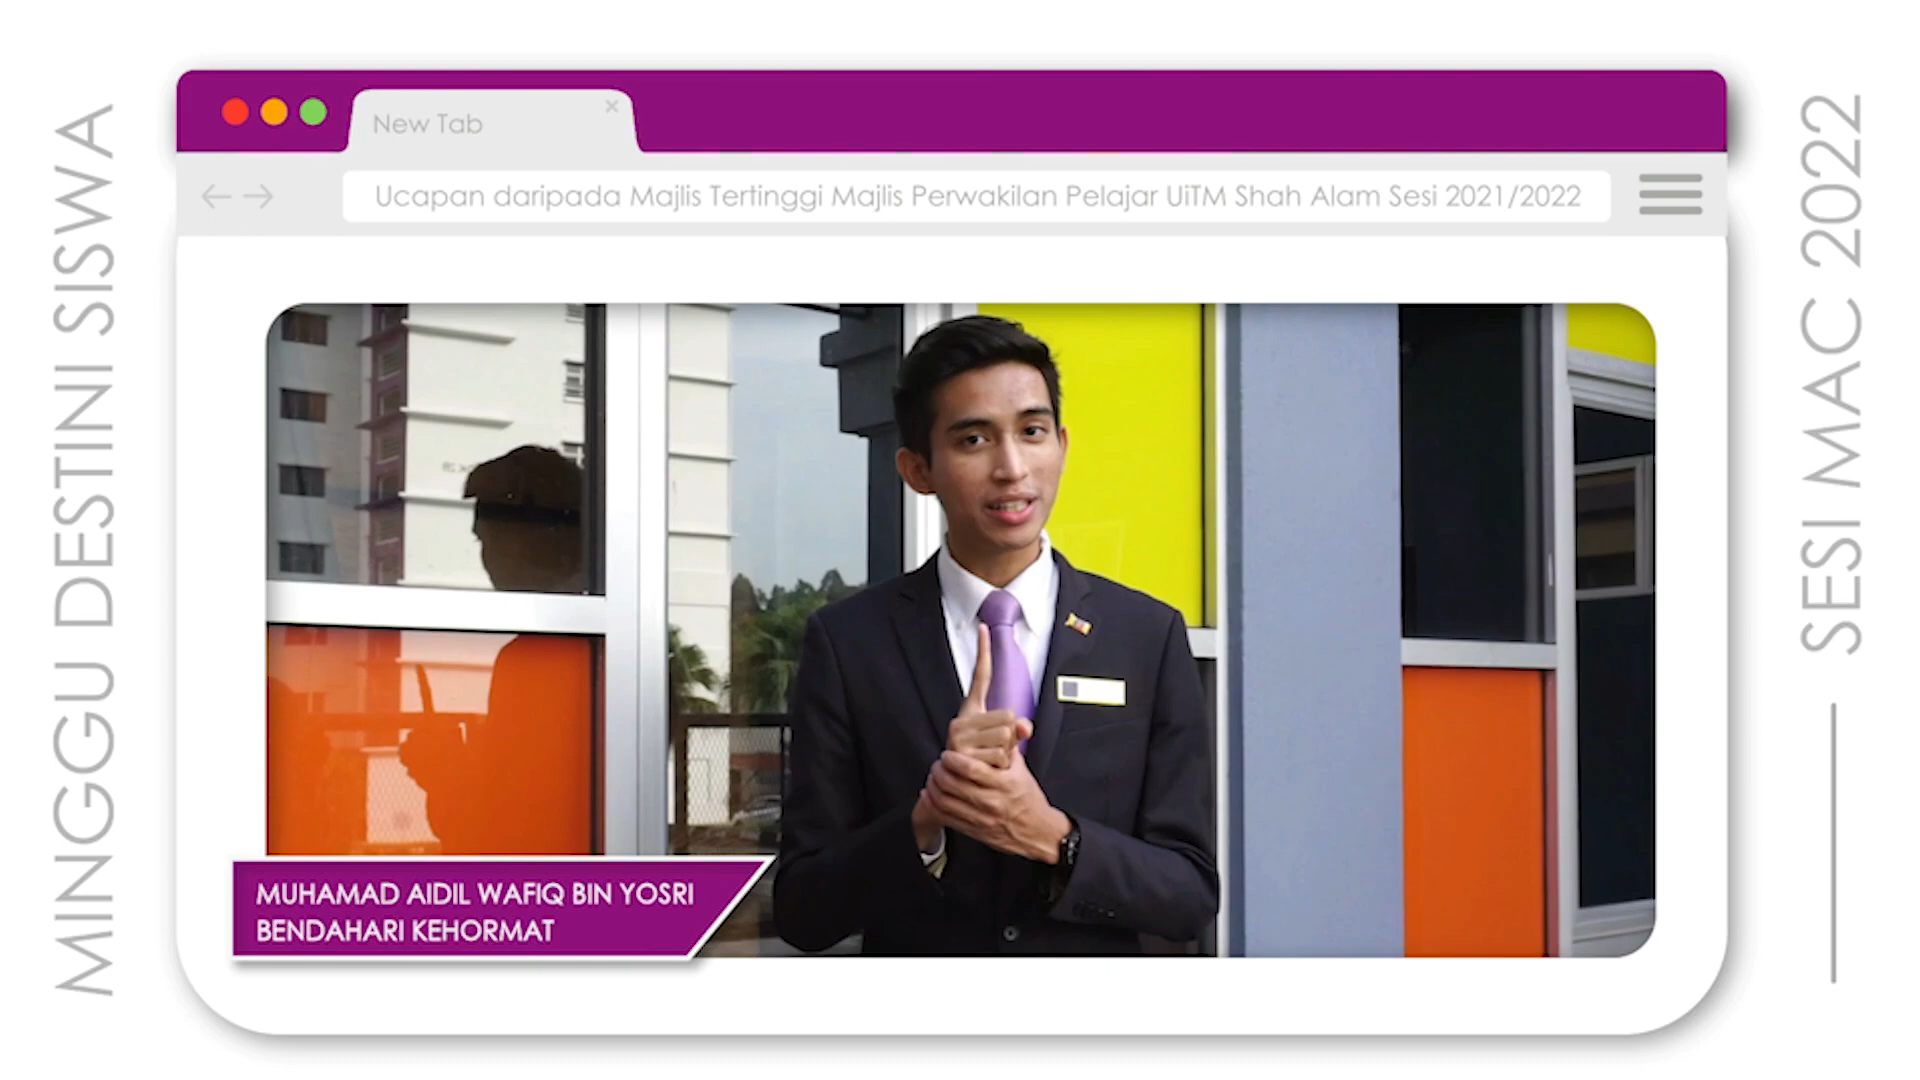 MINGGU DESTINI SISWA
New Tab
Ucapan daripada Majlis Tertinggi Majlis Perwakilan Pelajar UiTM Shah Alam Sesi 2021/2022
MUHAMAD AIDIL WAFIQ BIN YOSRI
BENDAHARI KEHORMAT
SESI MAC 2022